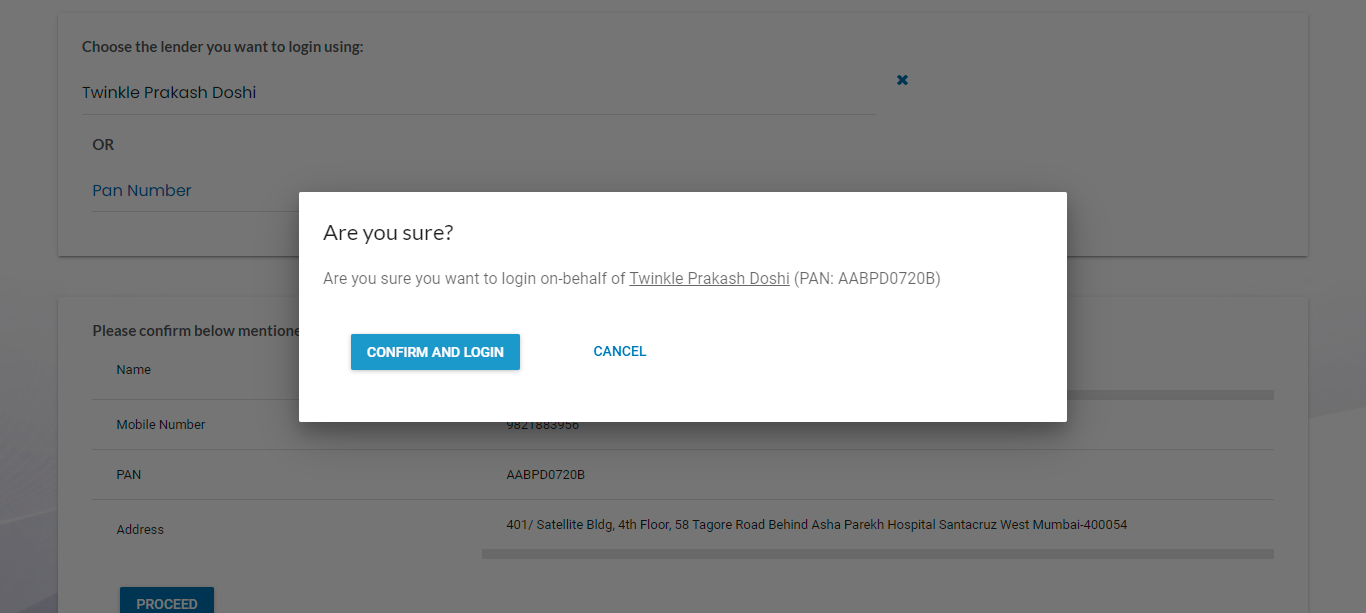 Choose the lender you want to login using:
Twinkle Prakash Doshi
✖
OR
Pan Number
Are you sure?
Are you sure you want to login on-behalf of Twinkle Prakash Doshi (PAN: AABPD0720B)
CONFIRM AND LOGIN CANCEL
Please confirm below
Name
Mobile Number 9821883956
PAN AABPD0720B
Address 401/ Satellite Bldg, 4th Floor, 58 Tagore Road Behind Asha Parekh Hospital Santacruz West Mumbai-400054
PROCEED